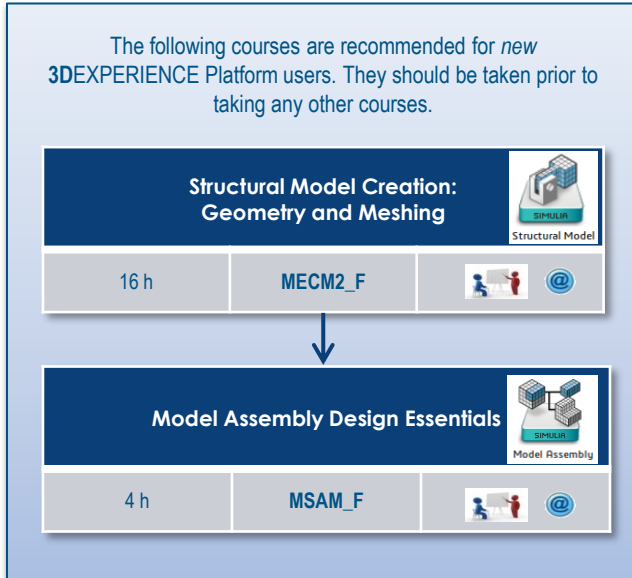 The following courses are recommended for new
3DEXPERIENCE Platform users. They should be taken prior to
taking any other courses.
Structural Model Creation:
Geometry and Meshing
SIMULIA
Structural Model
16 h
MECM2_F
@
Model Assembly Design Essentials
SIMULIA
Model Assembly
4 h
MSAM_F
@